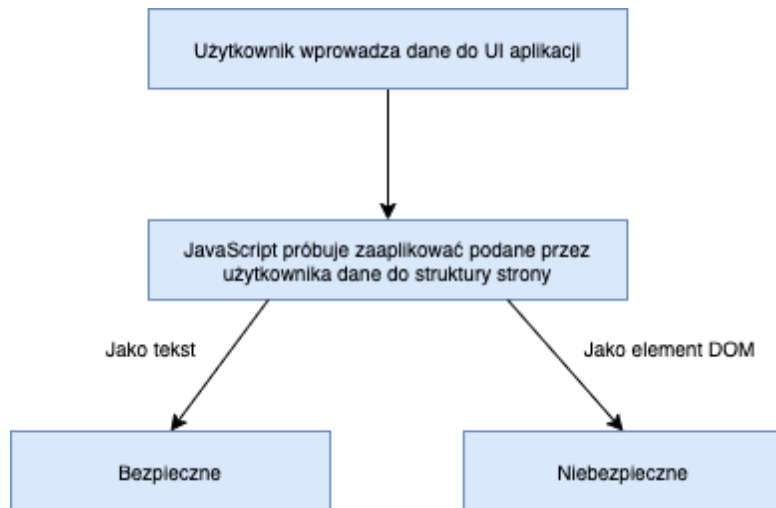 Użytkownik wprowadza dane do UI aplikacji
JavaScript próbuje zaaplikować podane przez
użytkownika dane do struktury strony
Jako tekst
Jako element DOM
Bezpieczne
Niebezpieczne